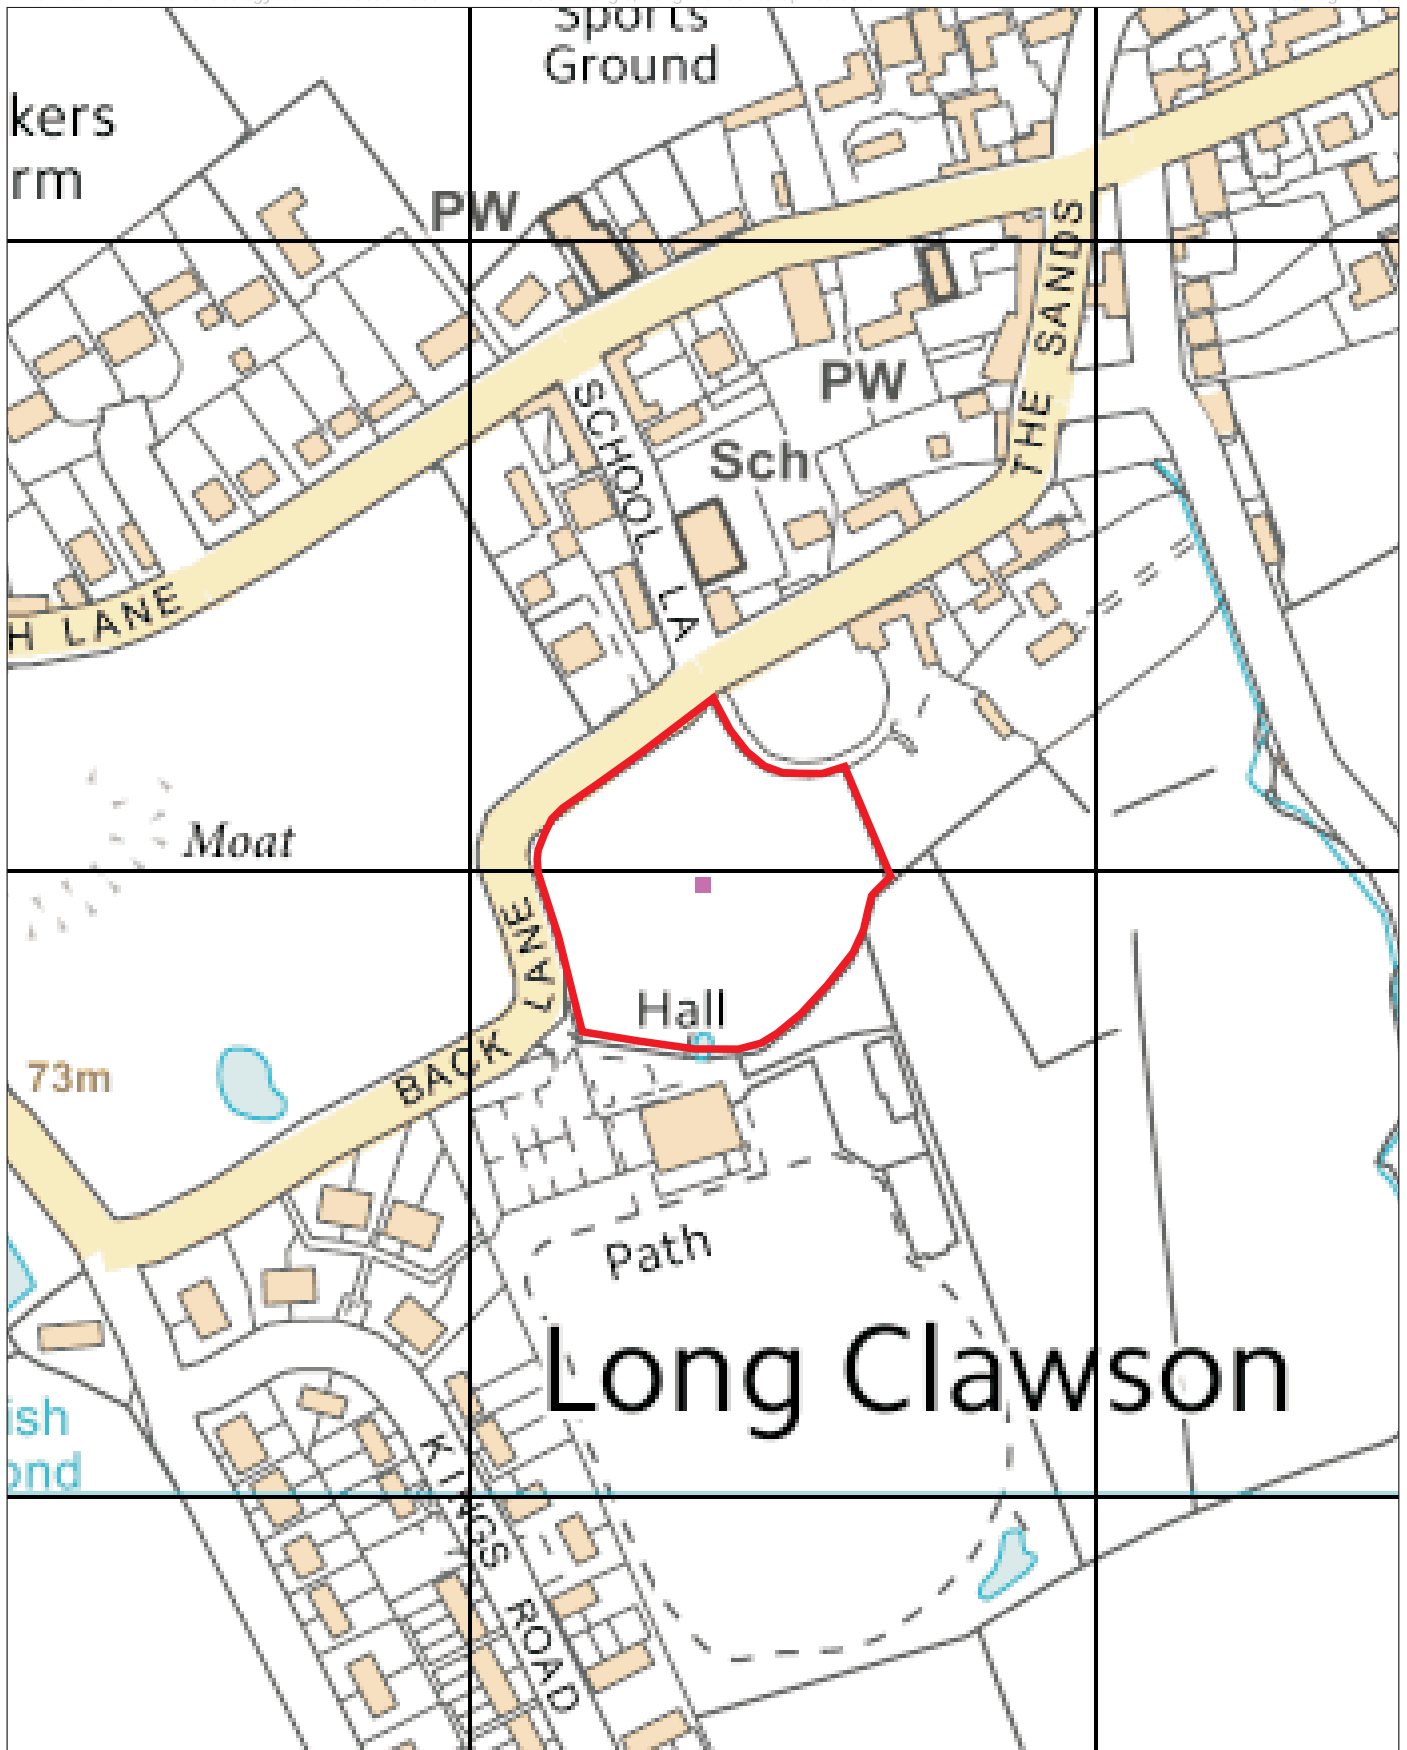 Sports
Ground
kers
rm
PW
THE SANDS
PW
SCHOOL LA
Sch
H LANE
Moat
LANE
Hall
BACK
73m
Path
Long Clawson
ish
ond
KINGS ROAD